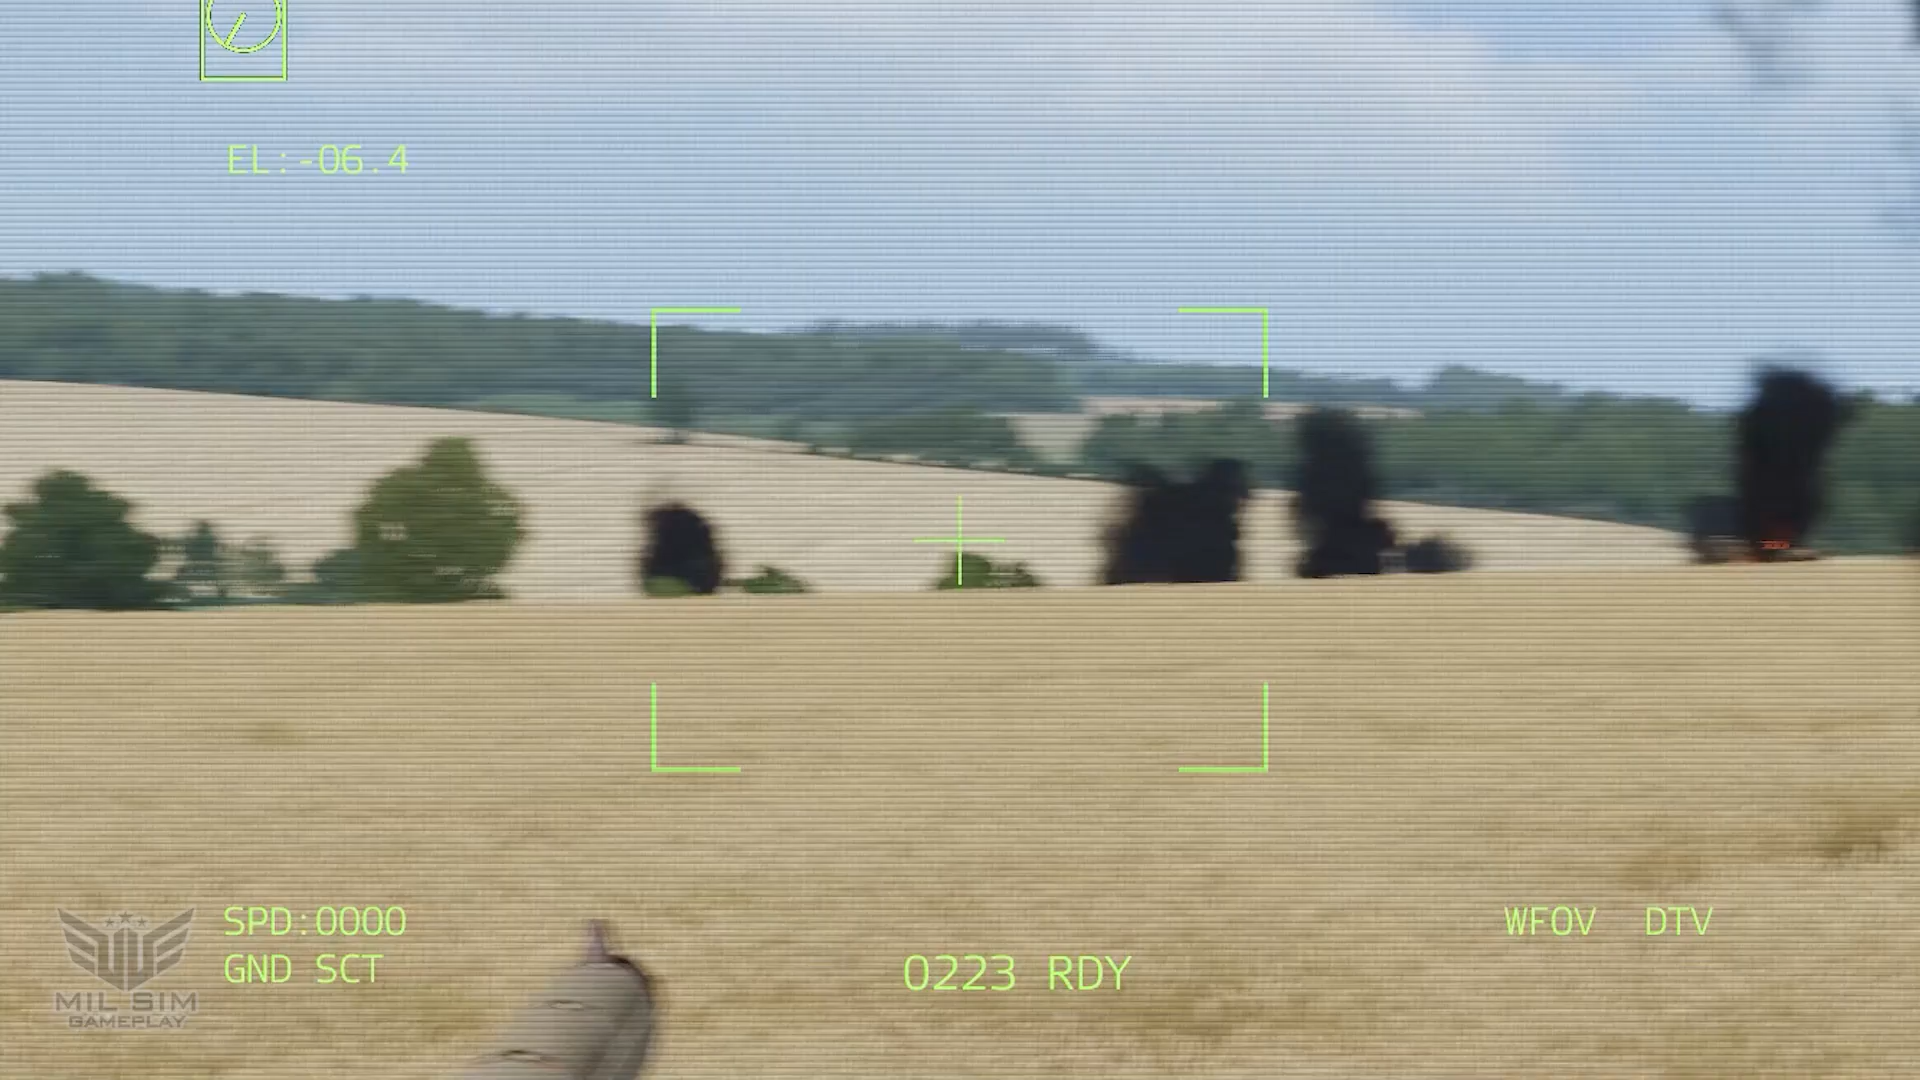 EL:-06.4
SPD:0000
GND SCT
0223 RDY
WFOV DTV
MIL SIM
GAMEPLAY